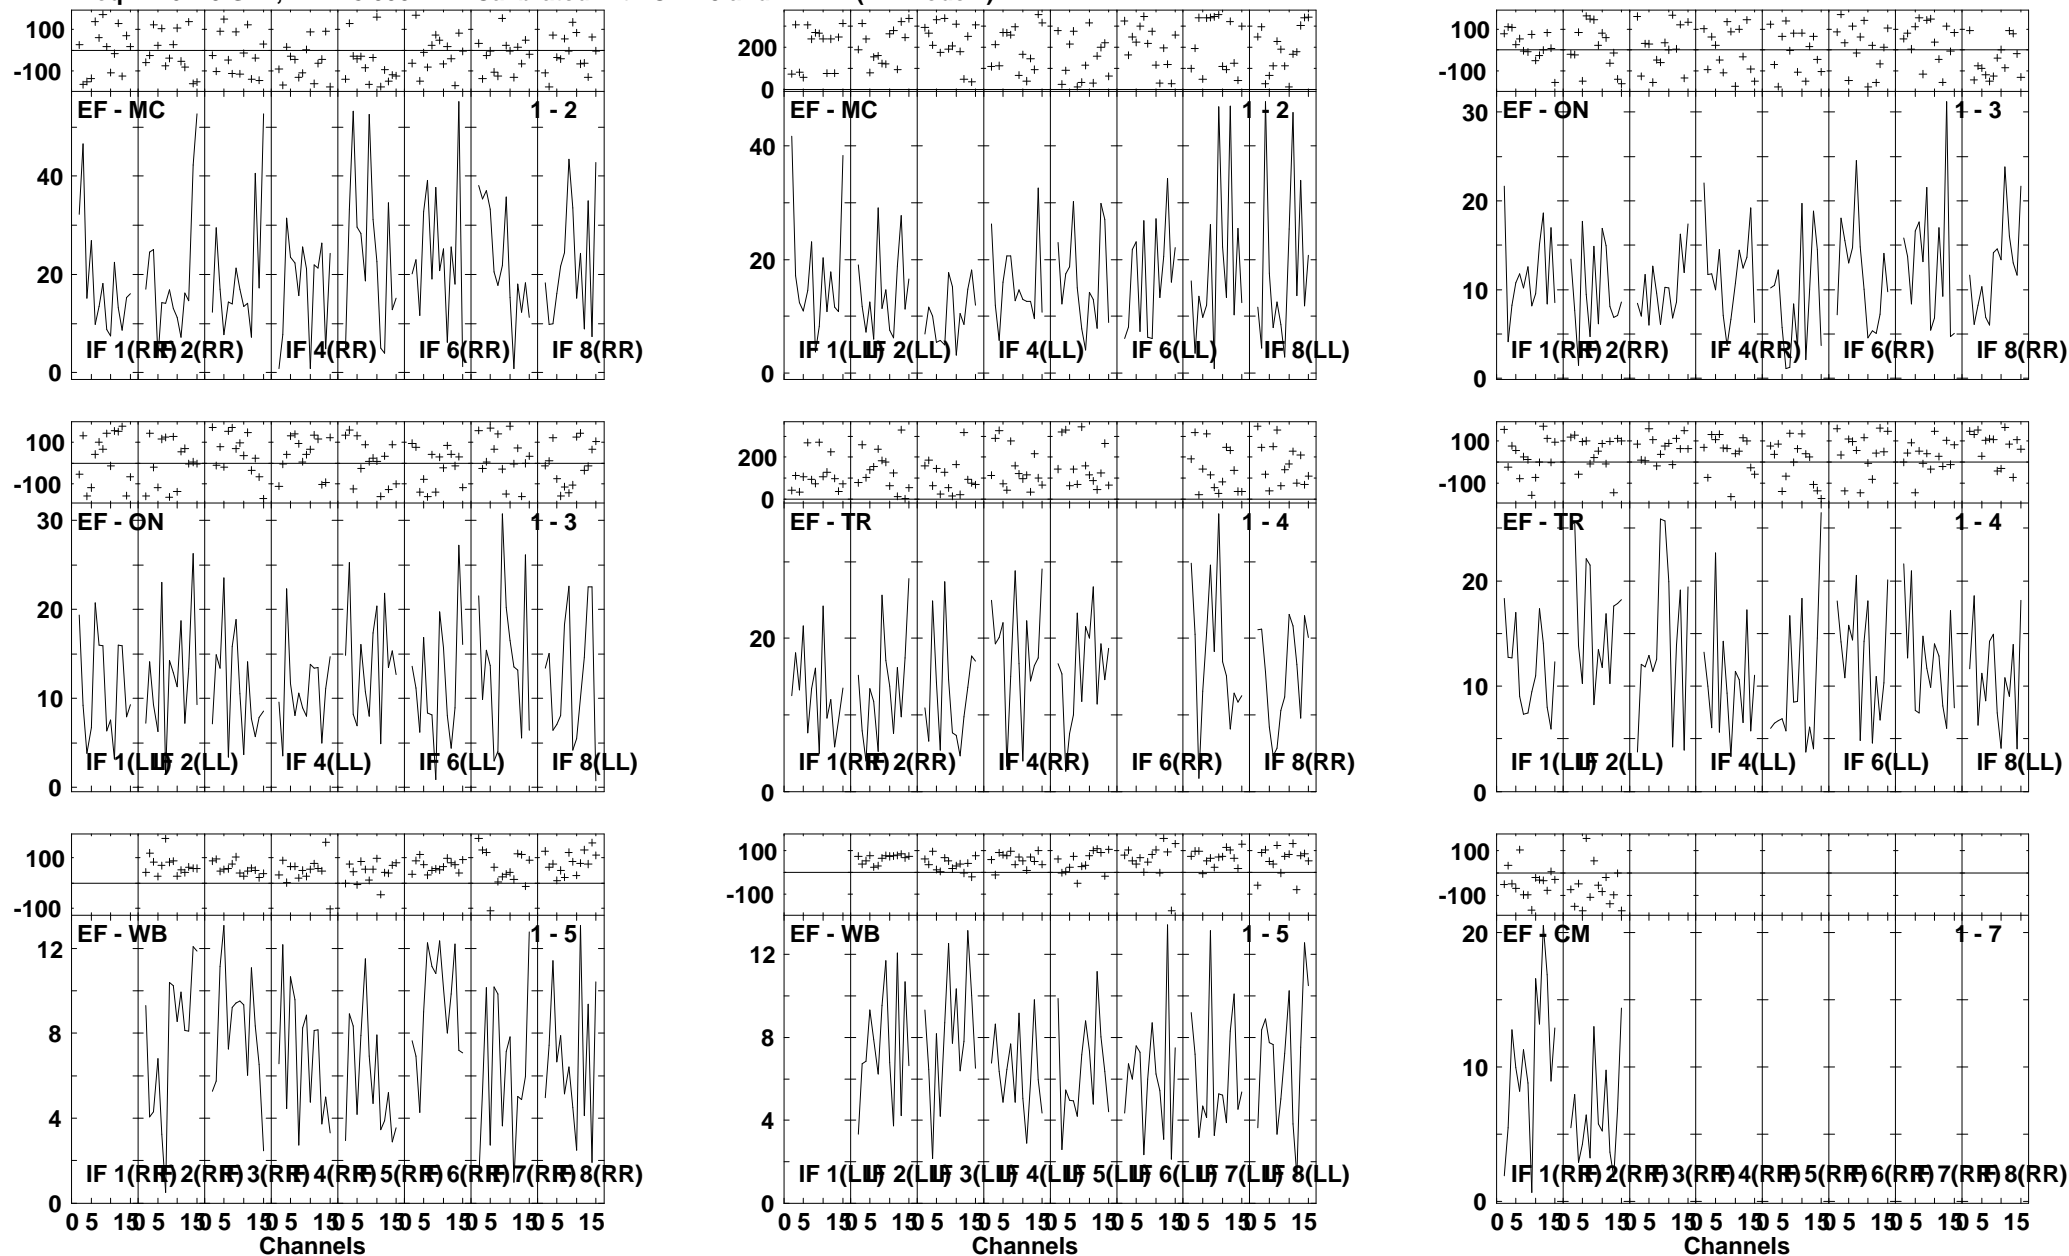 100
-100
EF - MC 1 - 2
40
20
0
IF 1(RR) IF 2(RR) IF 4(RR) IF 6(RR) IF 8(RR)
200
0
EF - MC 1 - 2
40
20
0
IF 1(LL) IF 2(LL) IF 4(LL) IF 6(LL) IF 8(LL)
100
-100
EF - ON 1 - 3
30
20
10
0
IF 1(RR) IF 2(RR) IF 4(RR) IF 6(RR) IF 8(RR)
100
-100
EF - ON 1 - 3
30
20
10
0
IF 1(LL) IF 2(LL) IF 4(LL) IF 6(LL) IF 8(LL)
200
0
EF - TR 1 - 4
20
0
IF 1(RR) IF 2(RR) IF 4(RR) IF 6(RR) IF 8(RR)
100
-100
EF - TR 1 - 4
20
10
0
IF 1(LL) IF 2(LL) IF 4(LL) IF 6(LL) IF 8(LL)
100
-100
EF - WB 1 - 5
12
8
4
0
IF 1(RR) IF 2(RR) IF 3(RR) IF 4(RR) IF 5(RR) IF 6(RR) IF 7(RR) IF 8(RR)
0 5 15 0 5 15 0 5 15 0 5 15 0 5 15 0 5 15 0 5 15 0 5 15
Channels
100
-100
EF - WB 1 - 5
12
8
4
0
IF 1(LL) IF 2(LL) IF 3(LL) IF 4(LL) IF 5(LL) IF 6(LL) IF 7(LL) IF 8(LL)
0 5 15 0 5 15 0 5 15 0 5 15 0 5 15 0 5 15 0 5 15 0 5 15
Channels
100
-100
EF - CM 1 - 7
20
10
0
IF 1(RR) IF 2(RR) IF 3(RR) IF 4(RR) IF 5(RR) IF 6(RR) IF 7(RR) IF 8(RR)
0 5 15 0 5 15 0 5 15 0 5 15 0 5 15 0 5 15 0 5 15 0 5 15
Channels